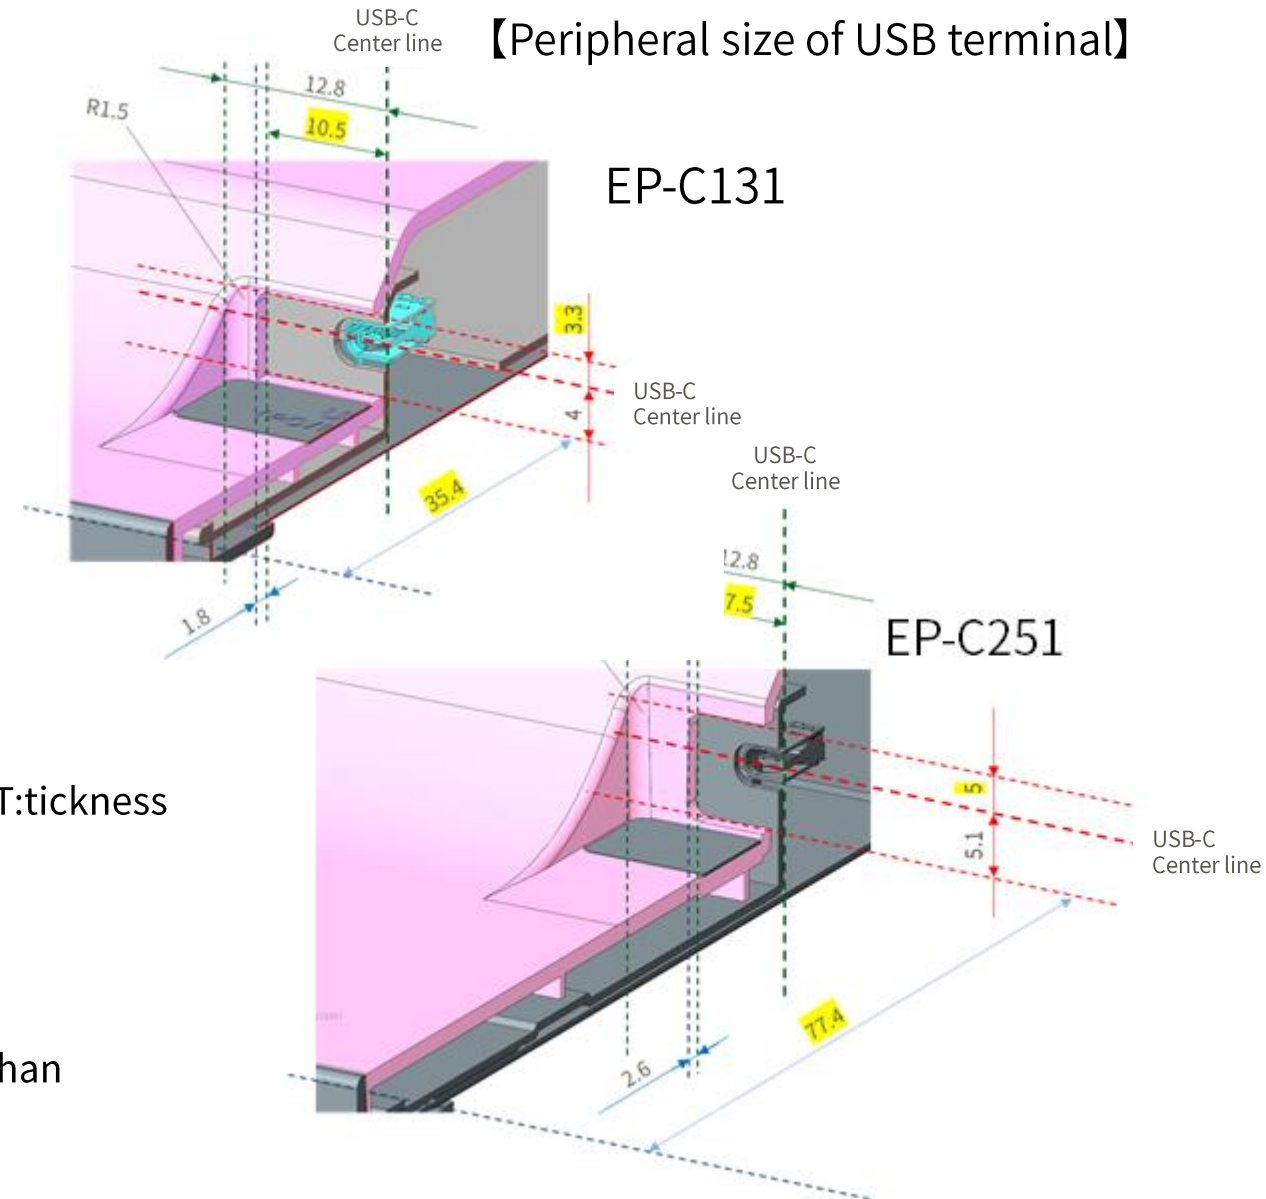 USB-C
Center line
【Peripheral size of USB terminal】
12.8
R1.5
10.5
EP-C131
3.3
USB-C
Center line
4
35.4
1.8
USB-C
Center line
12.8
7.5
EP-C251
5
5.1
USB-C
Center line
T:tickness
77.4
2.6
han